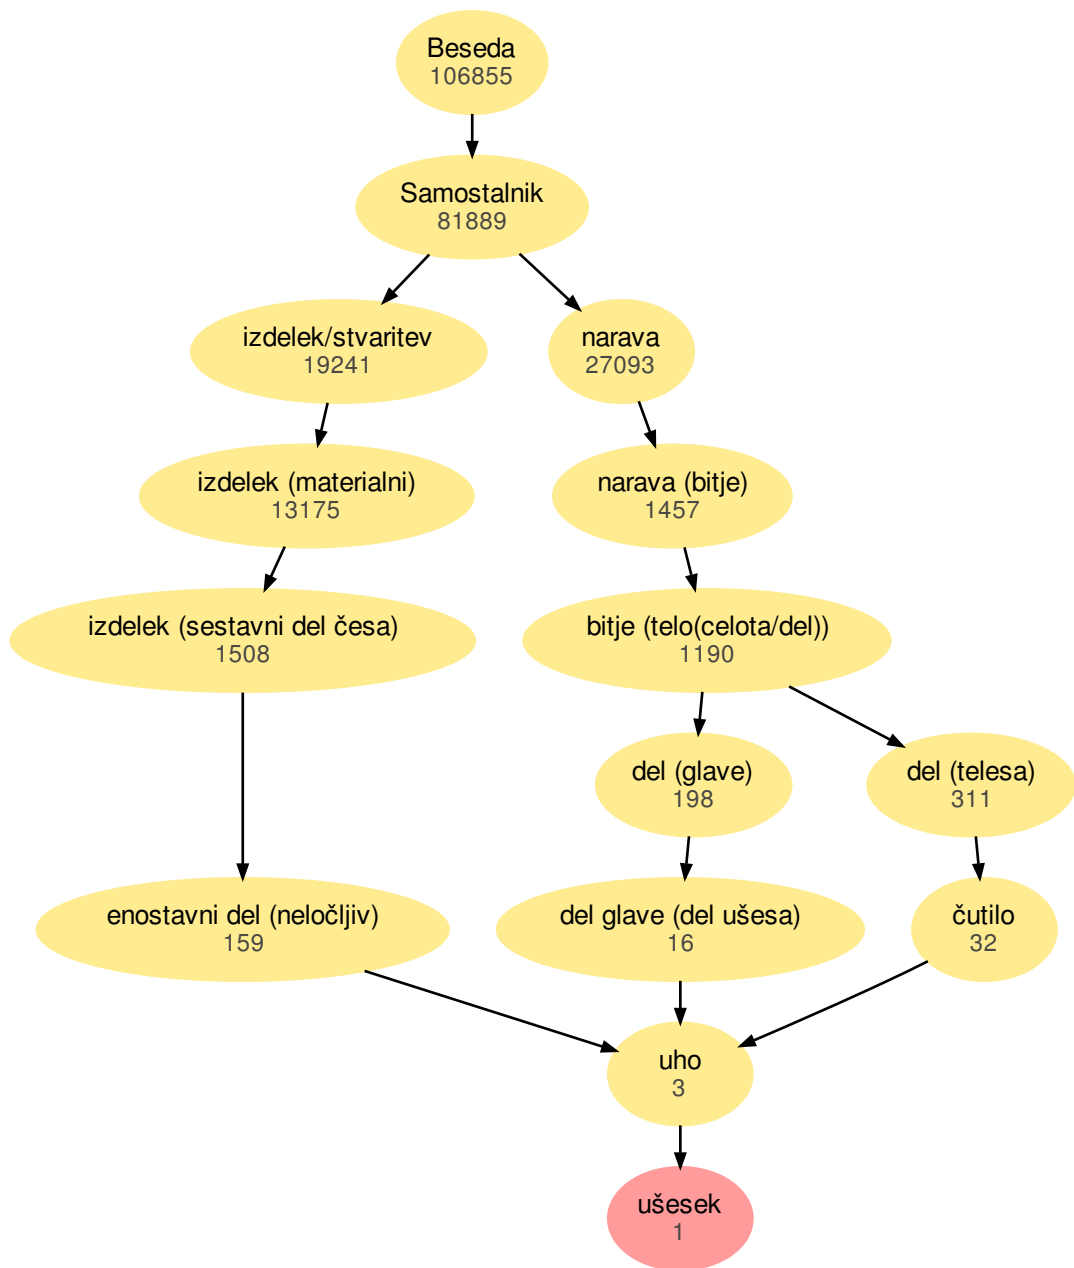 Beseda
106855
Samostalnik
81889
izdelek/stvaritev
19241
narava
27093
izdelek (materialni)
13175
narava (bitje)
1457
izdelek (sestavni del česa)
1508
bitje (telo(celota/del))
1190
del (glave)
198
del (telesa)
311
enostavni del (neločljiv)
159
del glave (del ušesa)
16
čutilo
32
uho
3
ušesek
1